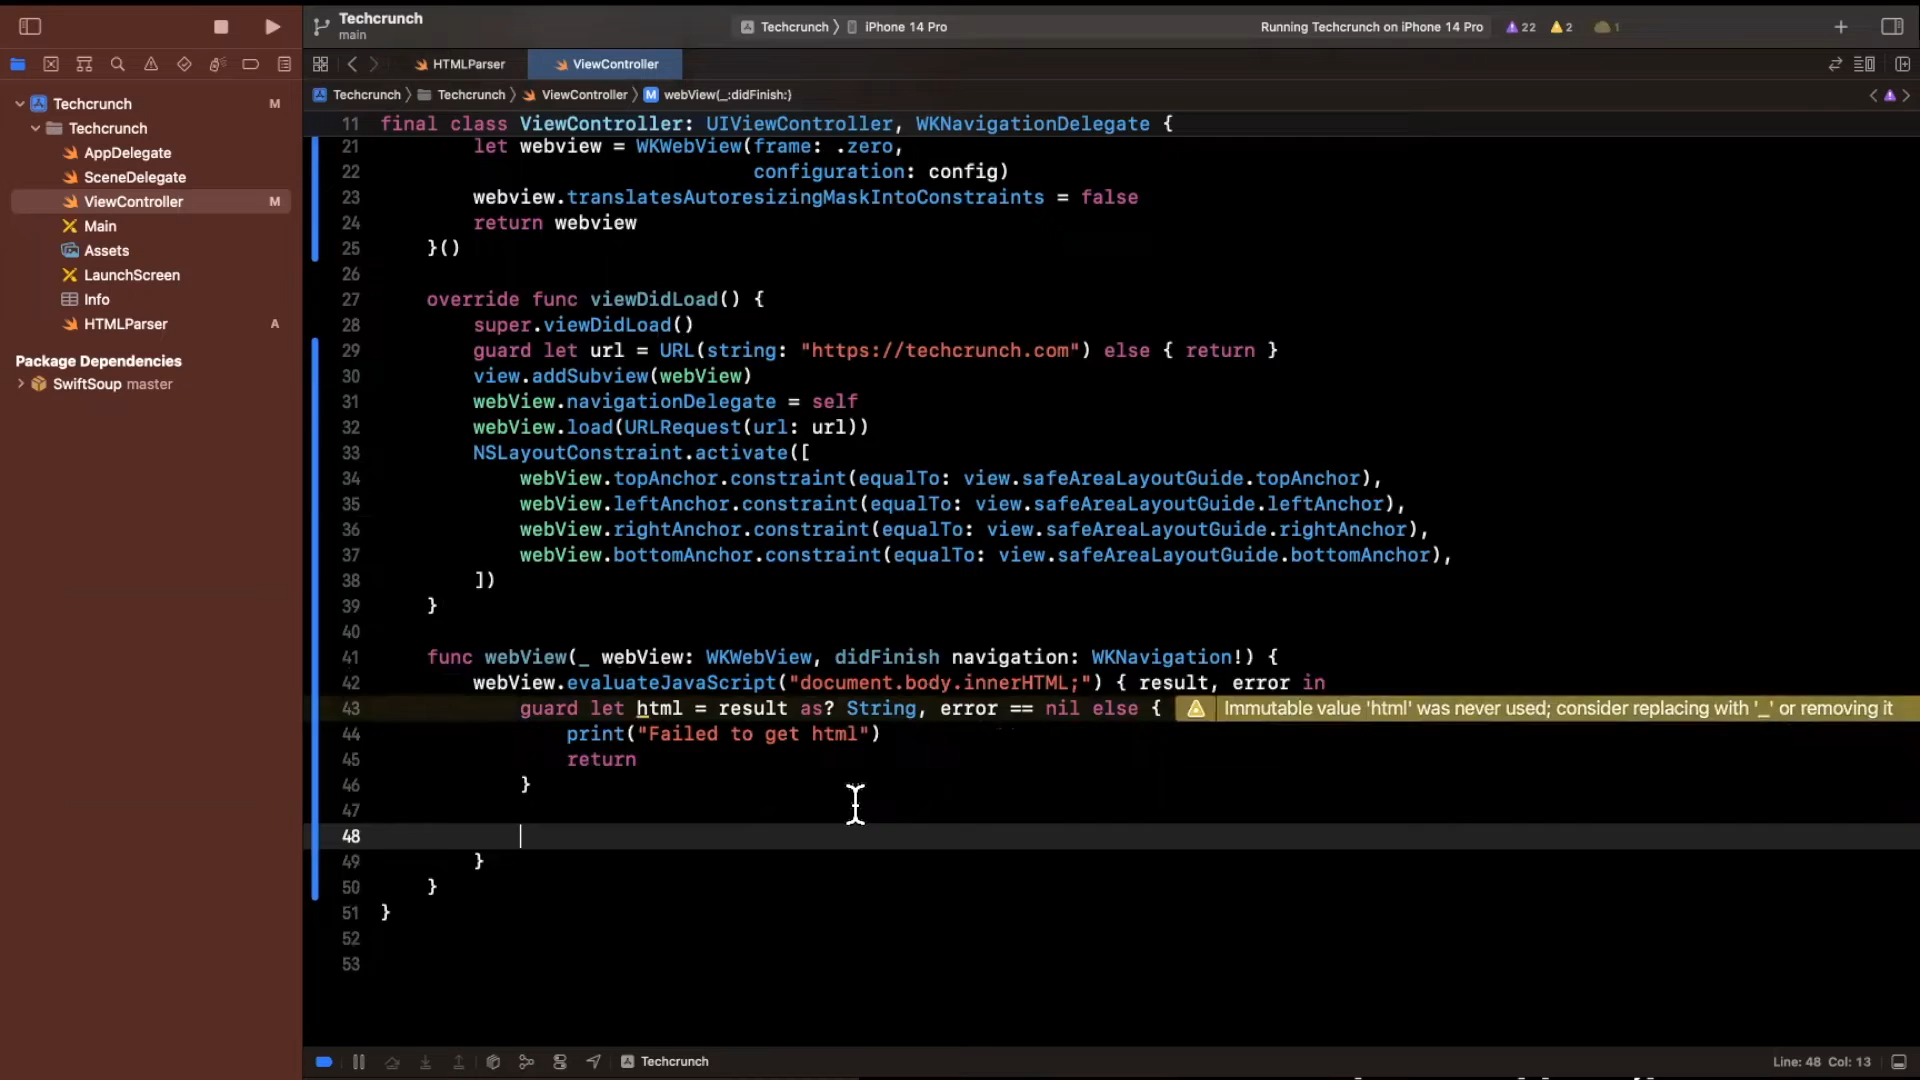 Techcrunch
main
Techcrunch
iPhone 14 Pro
Running Techcrunch on iPhone 14 Pro
22
2
1
HTMLParser
ViewController
Techcrunch
Techcrunch
ViewController
M webView(_:didFinish:)
Techcrunch M
Techcrunch
AppDelegate
SceneDelegate
ViewController M
Main
Assets
LaunchScreen
Info
HTMLParser A
Package Dependencies
SwiftSoup master
11 final class ViewController: UIViewController, WKNavigationDelegate {
21 let webview = WKWebView(frame: .zero,
22 configuration: config)
23 webview.translatesAutoresizingMaskIntoConstraints = false
24 return webview
25 }()
26
27 override func viewDidLoad() {
28 super.viewDidLoad()
29 guard let url = URL(string: "https://techcrunch.com") else { return }
30 view.addSubview(webView)
31 webView.navigationDelegate = self
32 webView.load(URLRequest(url: url))
33 NSLayoutConstraint.activate([
34 webView.topAnchor.constraint(equalTo: view.safeAreaLayoutGuide.topAnchor),
35 webView.leftAnchor.constraint(equalTo: view.safeAreaLayoutGuide.leftAnchor),
36 webView.rightAnchor.constraint(equalTo: view.safeAreaLayoutGuide.rightAnchor),
37 webView.bottomAnchor.constraint(equalTo: view.safeAreaLayoutGuide.bottomAnchor),
38 ])
39 }
40
41 func webView(_ webView: WKWebView, didFinish navigation: WKNavigation!) {
42 webView.evaluateJavaScript("document.body.innerHTML;") { result, error in
43 guard let html = result as? String, error == nil else { Immutable value 'html' was never used; consider replacing with '_' or removing it
44 print("Failed to get html")
45 return
46 }
47
48
49 }
50 }
51 }
52
53
Techcrunch
Line: 48 Col: 13